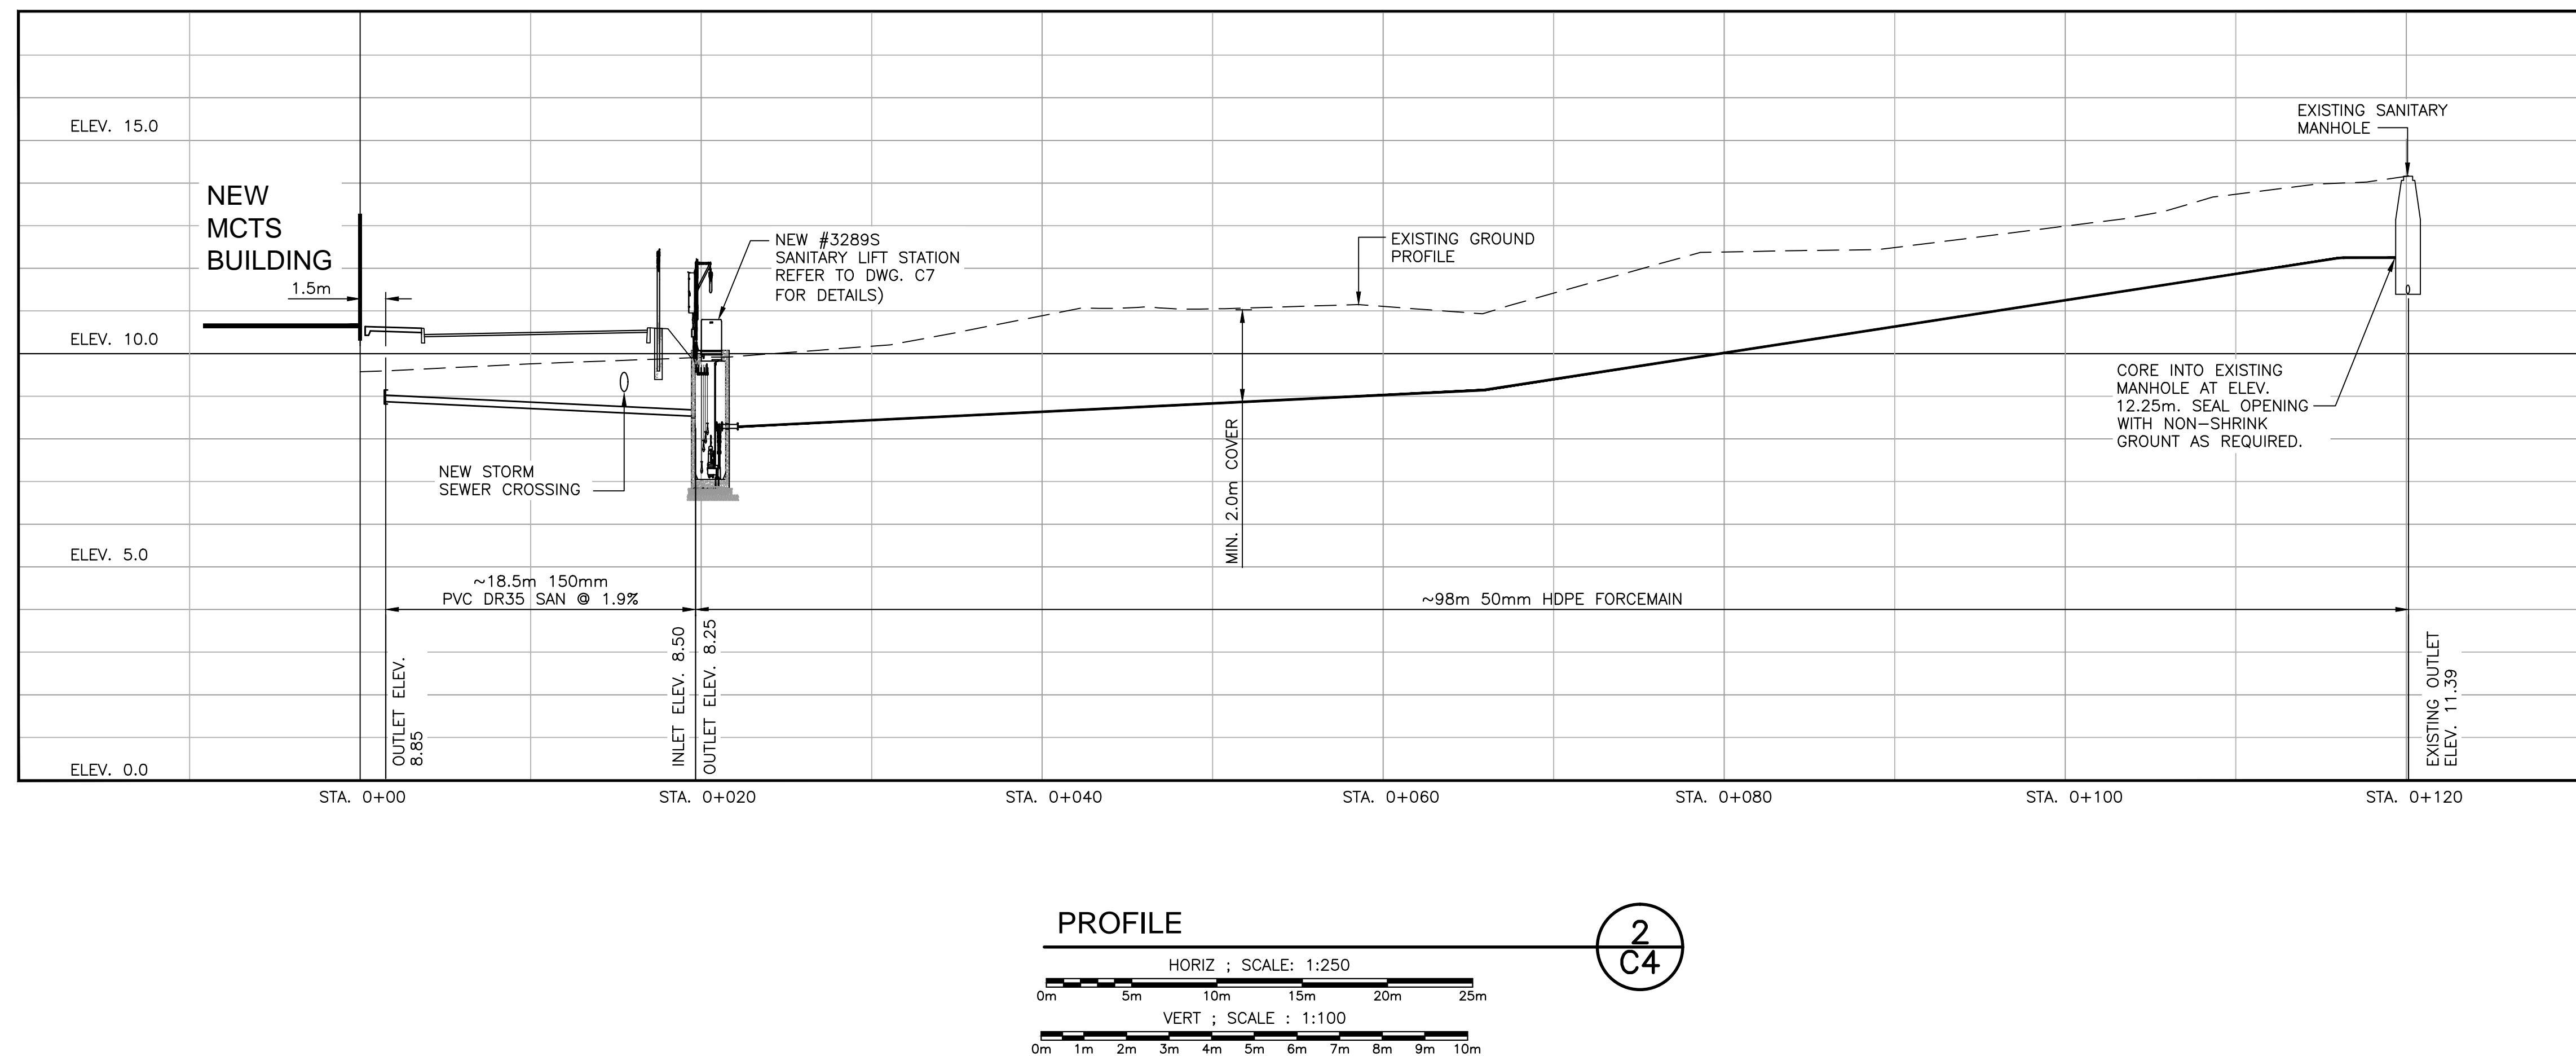 ELEV. 15.0
NEW
MCTS
BUILDING
1.5m
ELEV. 10.0
NEW #3289S
SANITARY LIFT STATION
REFER TO DWG. C7
FOR DETAILS)
EXISTING GROUND
PROFILE
EXISTING SANITARY
MANHOLE
CORE INTO EXISTING
MANHOLE AT ELEV.
12.25m. SEAL OPENING
WITH NON-SHRINK
GROUNT AS REQUIRED.
NEW STORM
SEWER CROSSING
MIN. 2.0m COVER
ELEV. 5.0
~18.5m 150mm
PVC DR35 SAN @ 1.9%
~98m 50mm HDPE FORCEMAIN
OUTLET ELEV.
8.85
INLET ELEV. 8.50
OUTLET ELEV. 8.25
EXISTING OUTLET
ELEV. 11.39
ELEV. 0.0
STA. 0+00
STA. 0+020
STA. 0+040
STA. 0+060
STA. 0+080
STA. 0+100
STA. 0+120
PROFILE
2
C4
HORIZ ; SCALE: 1:250
0m 5m 10m 15m 20m 25m
VERT ; SCALE : 1:100
0m 1m 2m 3m 4m 5m 6m 7m 8m 9m 10m